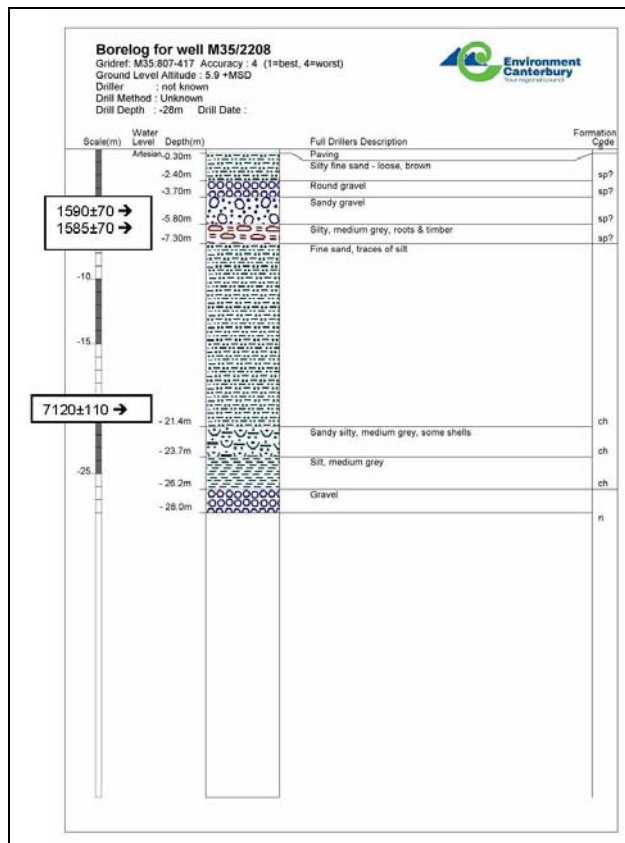 Borelog for well M35/2208
Gridref: M35:807-417 Accuracy : 4 (1=best, 4=worst)
Ground Level Altitude : 5.9 +MSD
Driller : not known
Drill Method : Unknown
Drill Depth : -28m Drill Date :
Environment
Canterbury
Your regional council
Scale(m) Water Level Depth(m) Full Drillers Description Formation Code
Artesian -0.30m Paving
Silty fine sand - loose, brown
-2.40m sp?
Round gravel
-3.70m sp?
Sandy gravel
1590±70 →
-5.80m sp?
1585±70 →
Silty, medium grey, roots & timber
-7.30m sp?
Fine sand, traces of silt
-10
-15
7120±110 →
- 21.4m ch
Sandy silty, medium grey, some shells
- 23.7m ch
Silt, medium grey
-25
- 26.2m ch
Gravel
- 28.0m ri